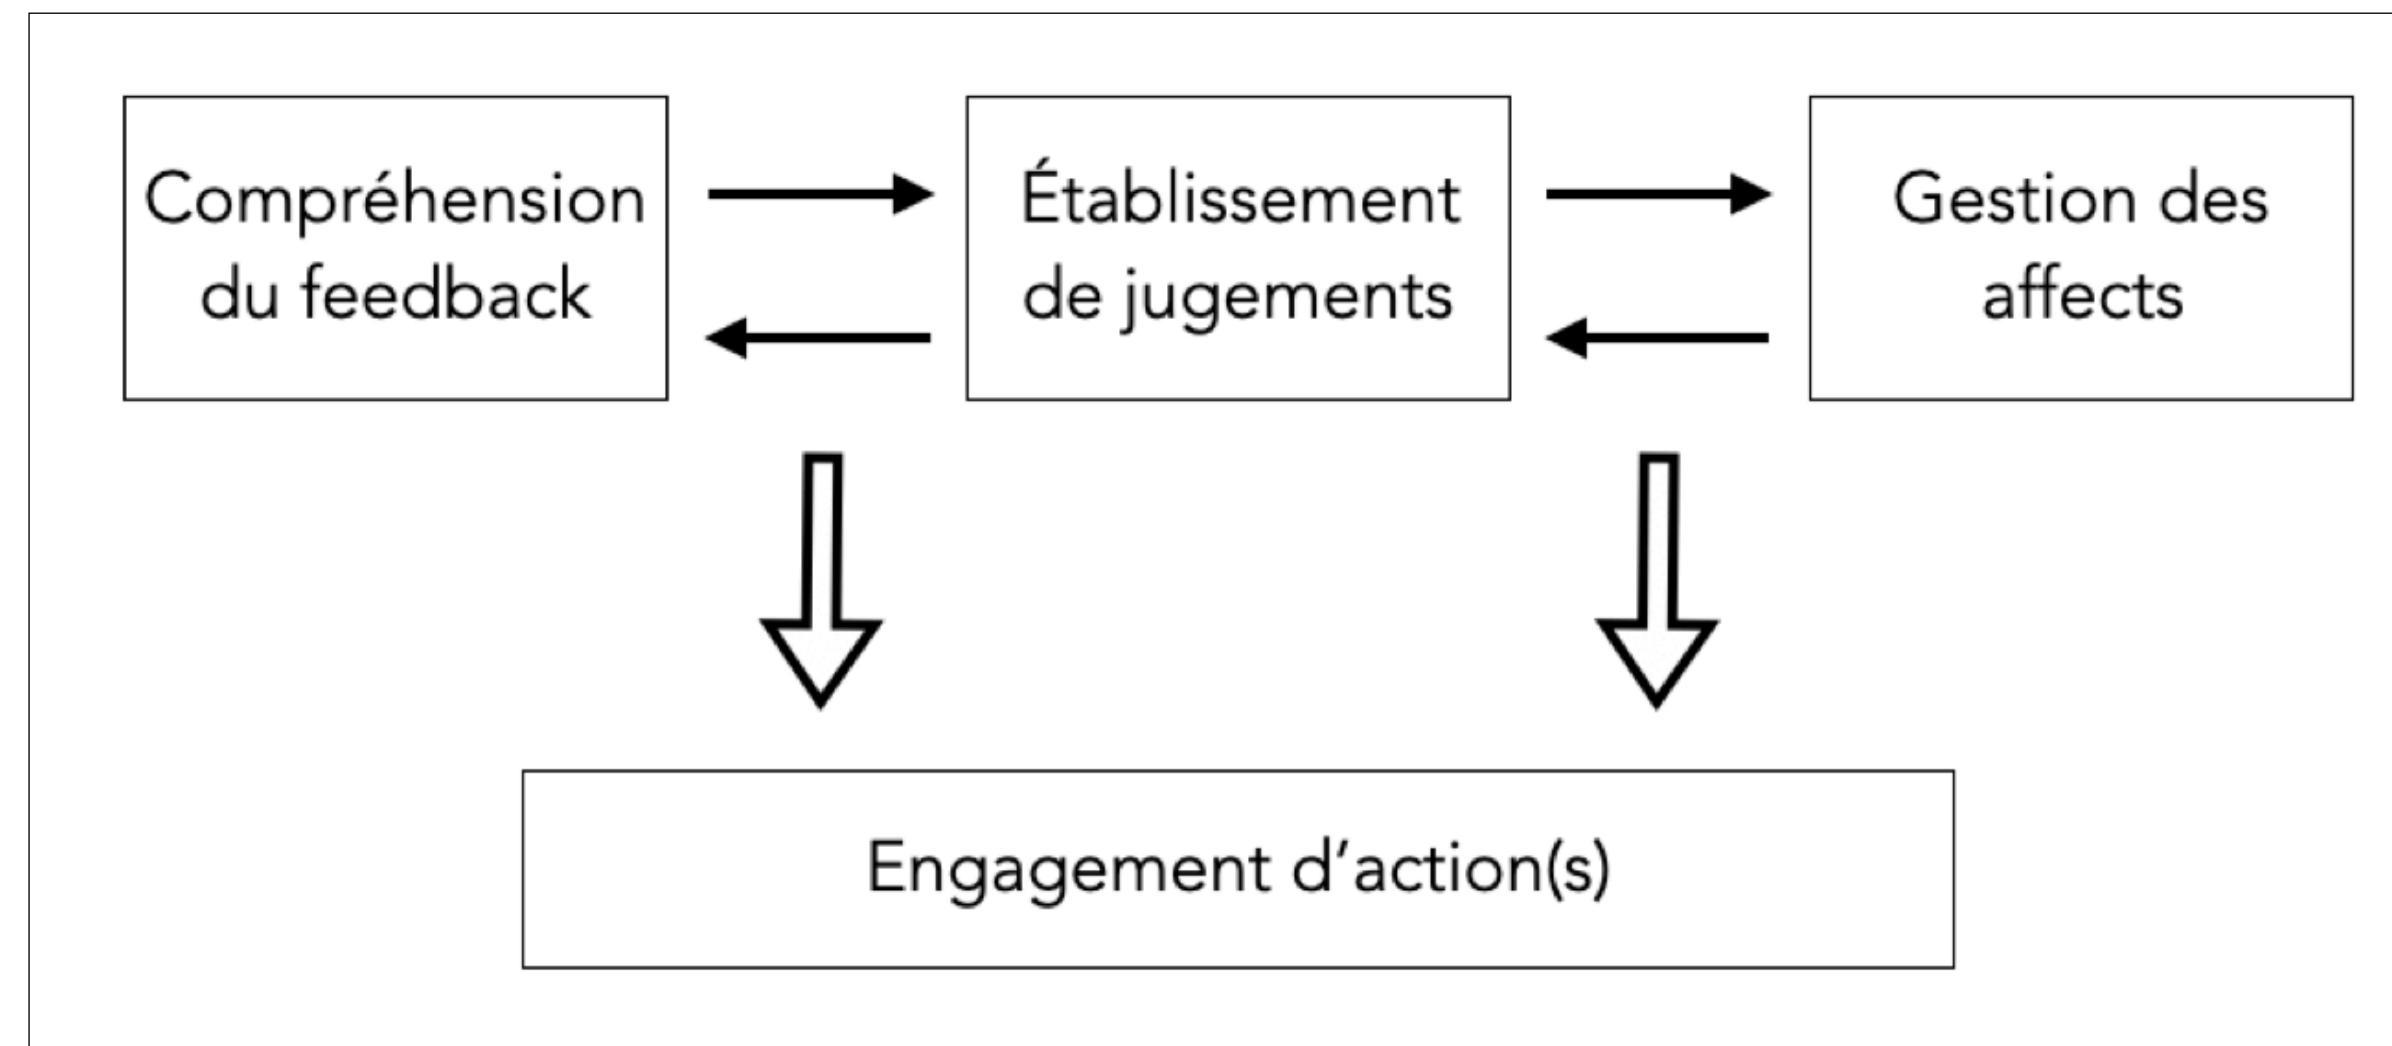 Compréhension
du feedback
Établissement
de jugements
Gestion des
affects
Engagement d’action(s)